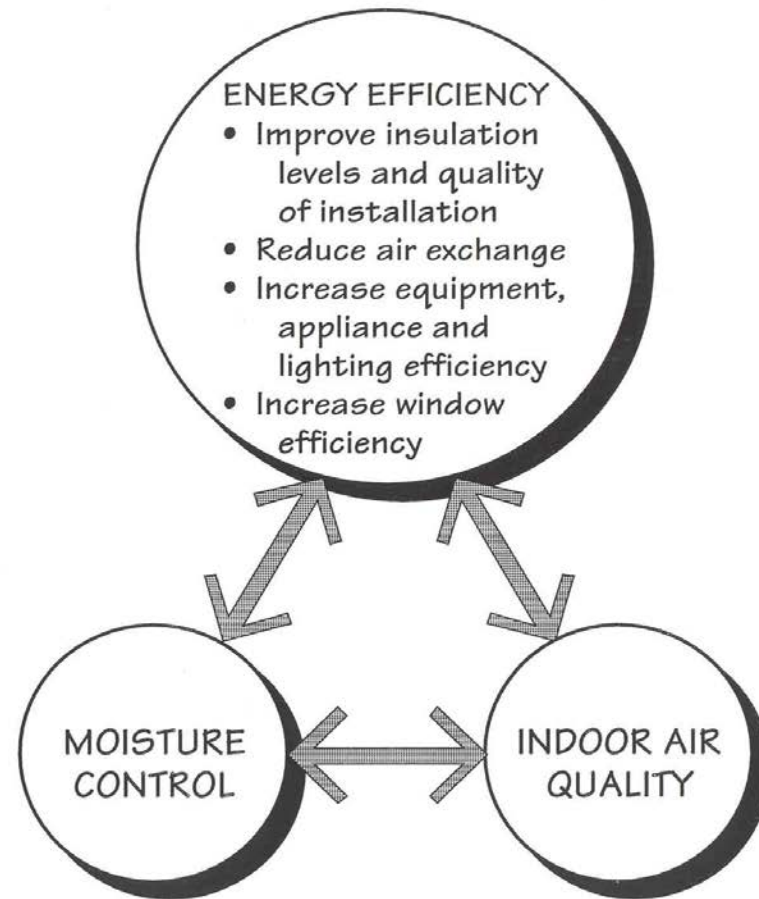 ENERGY EFFICIENCY
• Improve insulation
levels and quality
of installation
• Reduce air exchange
• Increase equipment,
appliance and
lighting efficiency
• Increase window
efficiency
MOISTURE
CONTROL
INDOOR AIR
QUALITY